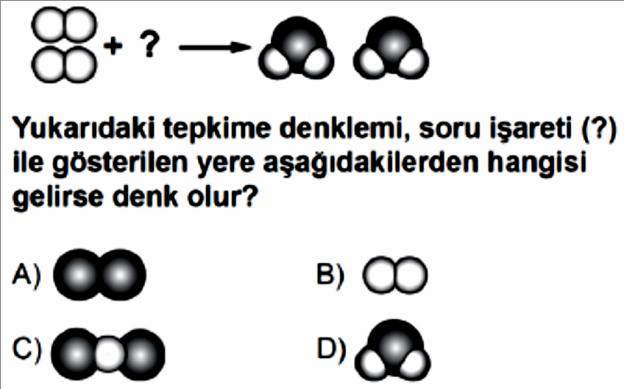 + ?
Yukarıdaki tepkime denklemi, soru işareti (?)
ile gösterilen yere aşağıdakilerden hangisi
gelirse denk olur?
A) B)
C) D)